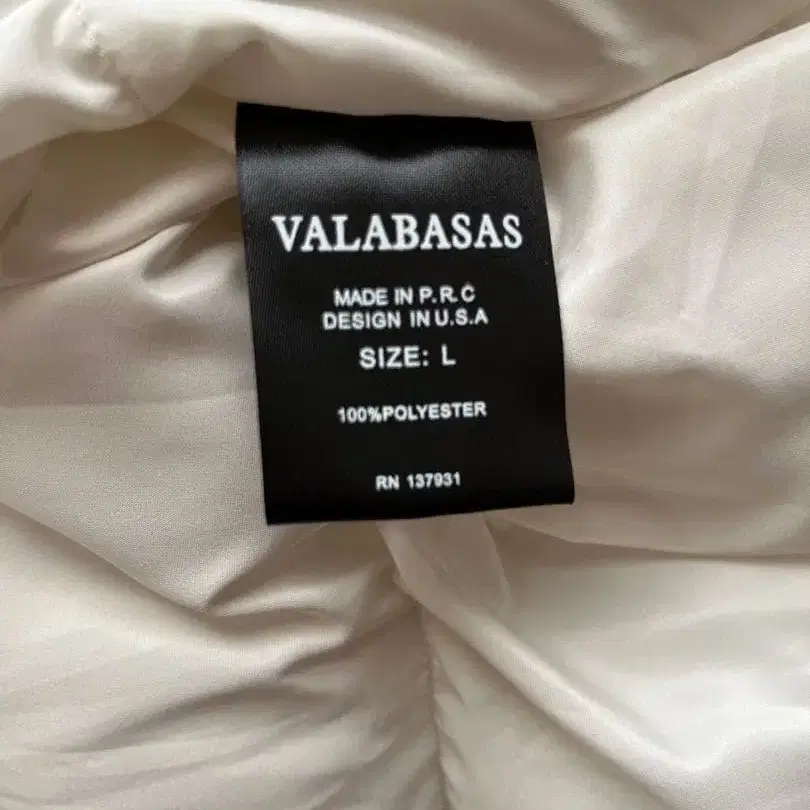 VALABASAS
MADE IN P.R.C
DESIGN IN U.S.A
SIZE: L
100%POLYESTER
RN 137931